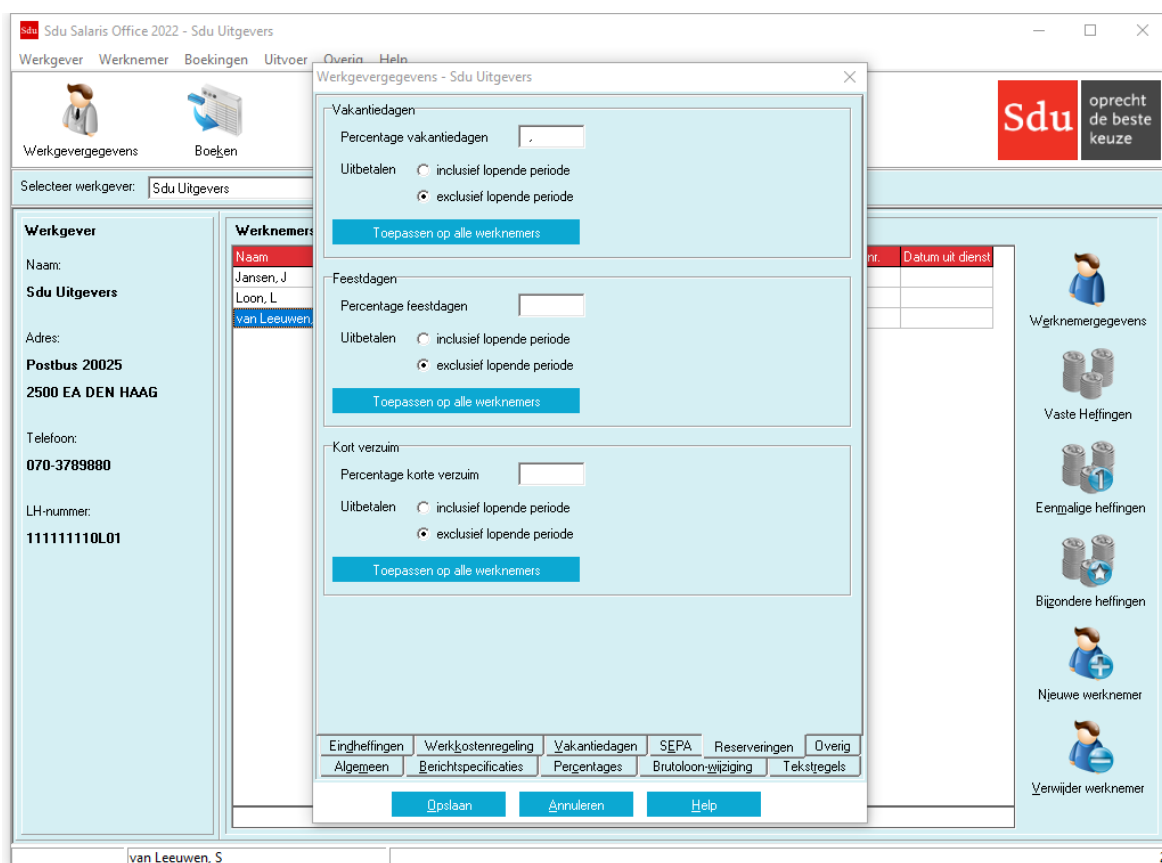 Sdu Sdu Salaris Office 2022 - Sdu Uitgevers
Werkgever Werknemer Boekingen Uitvoer Overig Help
Werkgevergegevens Boeken
Sdu oprecht
de beste
keuze
Selecteer werkgever: Sdu Uitgevers
Werkgever
Naam:
Sdu Uitgevers
Adres:
Postbus 20025
2500 EA DEN HAAG
Telefoon:
070-3789880
LH-nummer:
111111110L01
Werknemers
Naam nr. Datum uit dienst
Jansen, J
Loon, L
van Leeuwen,
Werkgevergegevens - Sdu Uitgevers
Vakantiedagen
Percentage vakantiedagen ,
Uitbetalen inclusief lopende periode
exclusief lopende periode
Toepassen op alle werknemers
Feestdagen
Percentage feestdagen
Uitbetalen inclusief lopende periode
exclusief lopende periode
Toepassen op alle werknemers
Kort verzuim
Percentage korte verzuim
Uitbetalen inclusief lopende periode
exclusief lopende periode
Toepassen op alle werknemers
Eindheffingen Werkkostenregeling Vakantiedagen SEPA Reserveringen Overig
Algemeen Berichtspecificaties Percentages Brutoloon-wijziging Tekstregels
Opslaan Annuleren Help
Werknemergegevens
Vaste Heffingen
1
Eenmalige heffingen
Bijzondere heffingen
Nieuwe werknemer
Verwijder werknemer
van Leeuwen, S